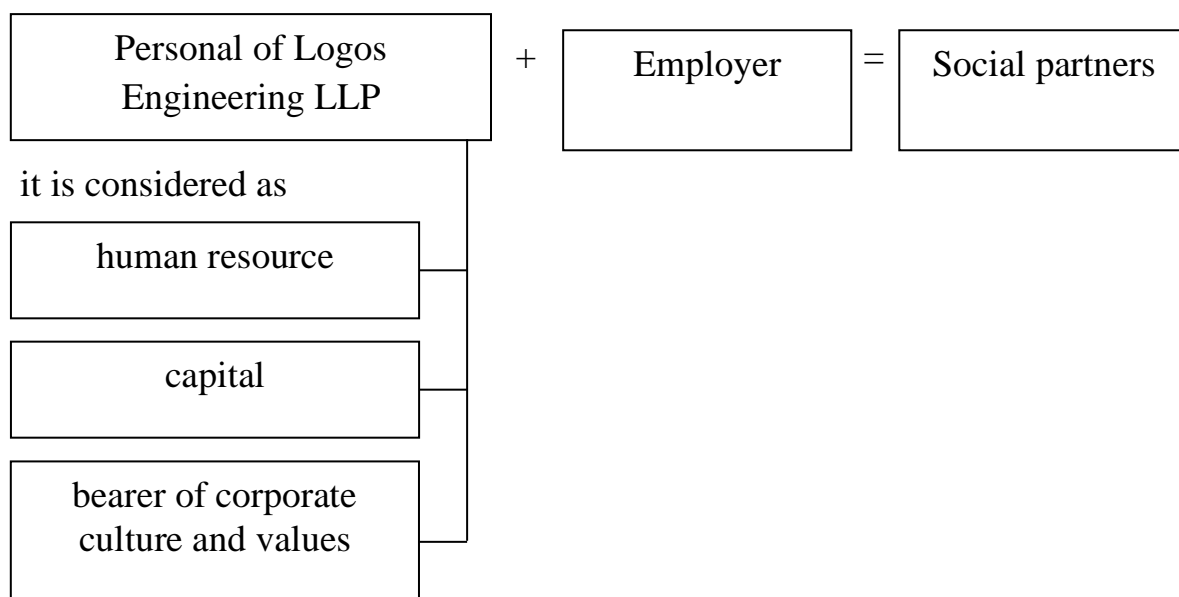 Personal of Logos
Engineering LLP
+
Employer
=
Social partners
it is considered as
human resource
capital
bearer of corporate
culture and values